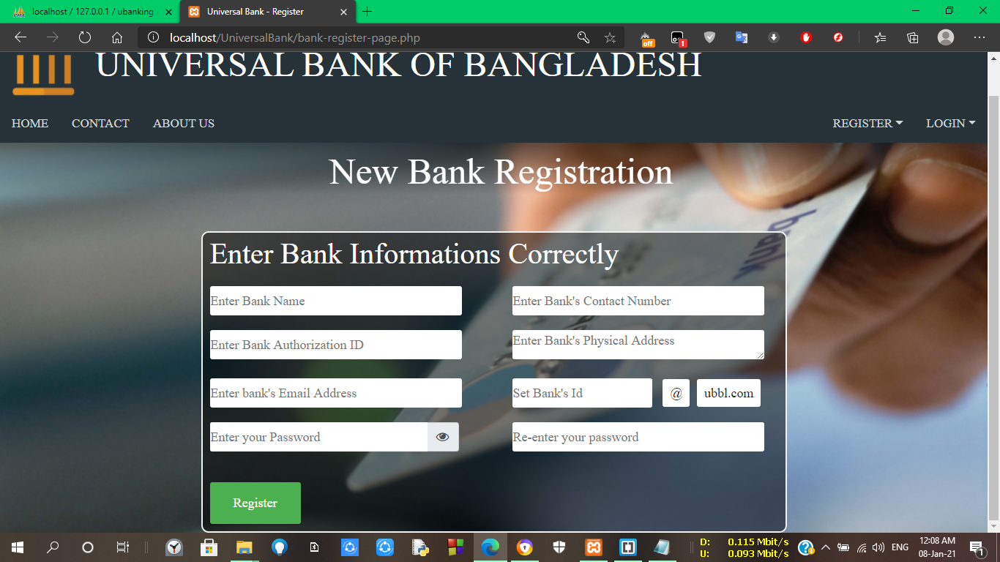 localhost / 127.0.0.1 / ubanking
Universal Bank - Register
localhost/UniversalBank/bank-register-page.php
off
1
UNIVERSAL BANK OF BANGLADESH
HOME CONTACT ABOUT US REGISTER LOGIN
New Bank Registration
bank
Enter Bank Informations Correctly
Enter Bank Name Enter Bank's Contact Number
Enter Bank Authorization ID Enter Bank's Physical Address
Enter bank's Email Address Set Bank's Id @ ubbl.com
Enter your Password Re-enter your password
Register
D: 0.115 Mbit/s
U: 0.093 Mbit/s
ENG
12:08 AM
08-Jan-21
1